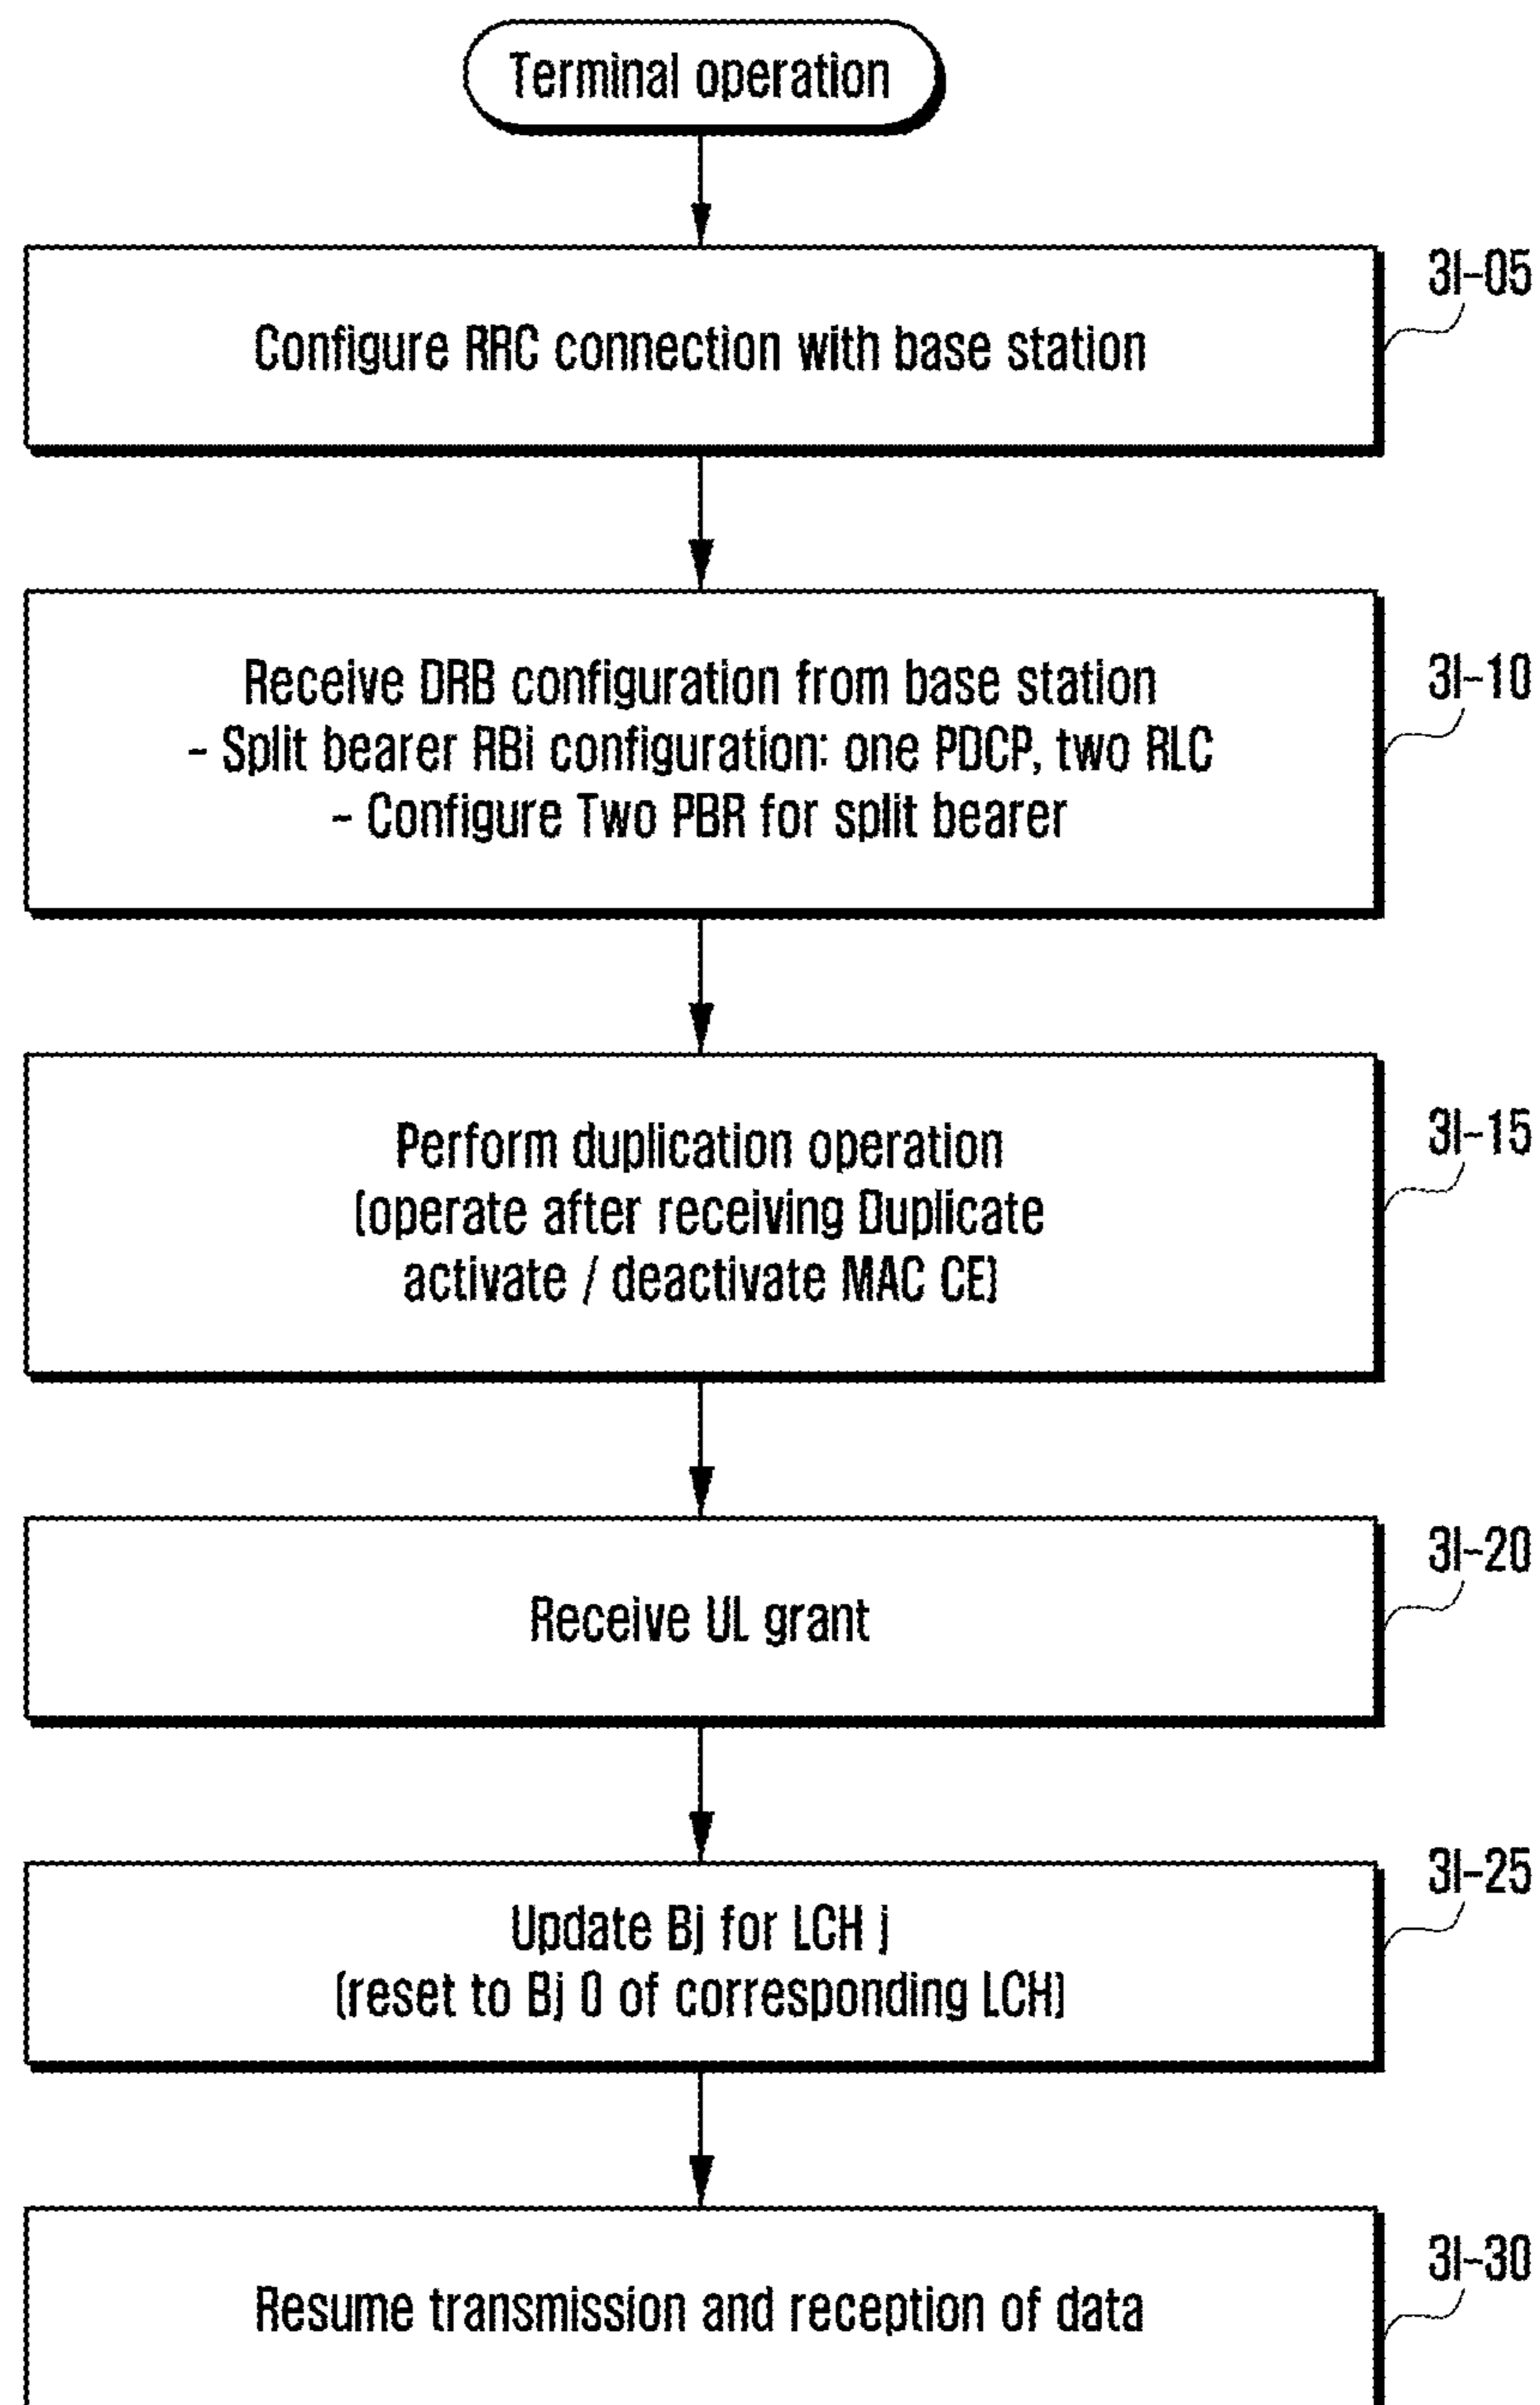 Terminal operation
Configure RRC connection with base station
3I-05
Receive DRB configuration from base station
- Split bearer RBi configuration: one PDCP, two RLC
- Configure Two PBR for split bearer
3I-10
Perform duplication operation
(operate after receiving Duplicate
activate / deactivate MAC CE)
3I-15
Receive UL grant
3I-20
Update Bj for LCH j
(reset to Bj 0 of corresponding LCH)
3I-25
Resume transmission and reception of data
3I-30